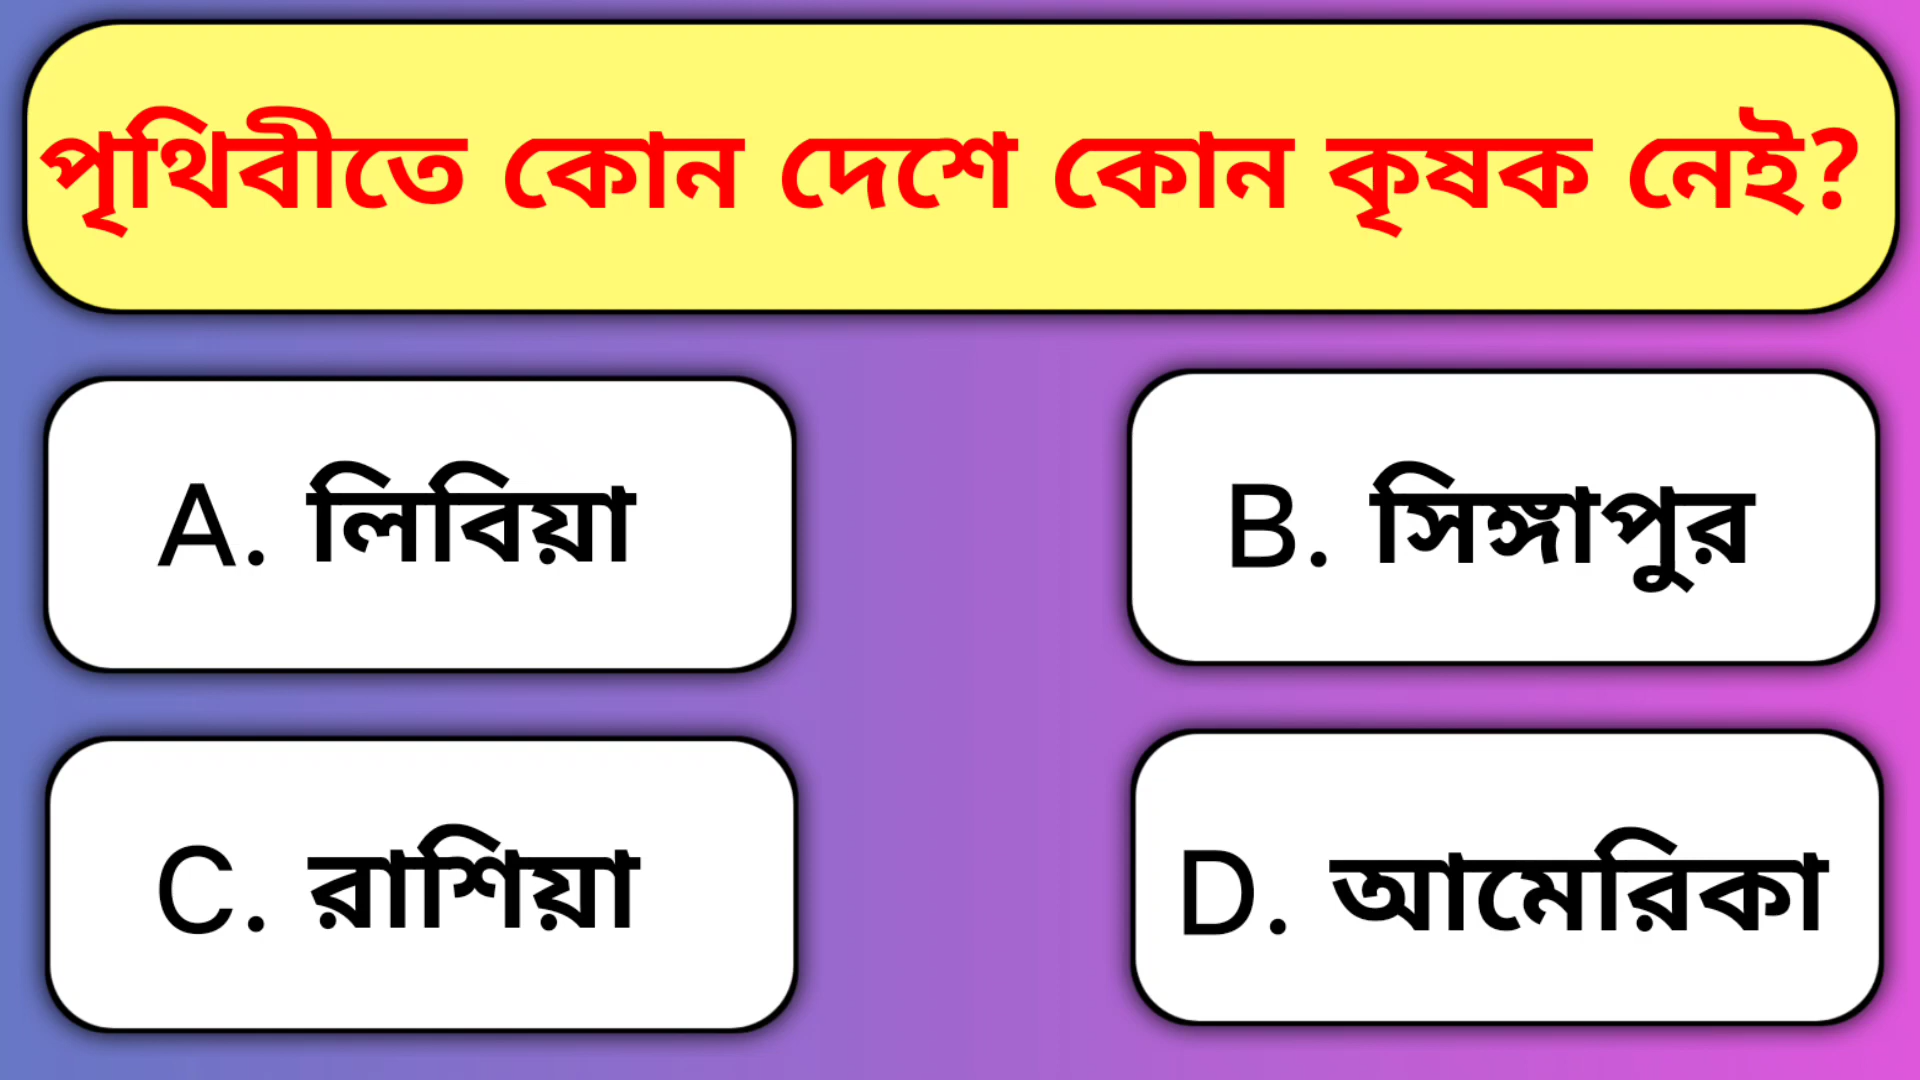 পৃথিবীতে কোন দেশে কোন কৃষক নেই?
A. লিবিয়া
B. সিঙ্গাপুর
C. রাশিয়া
D. আমেরিকা